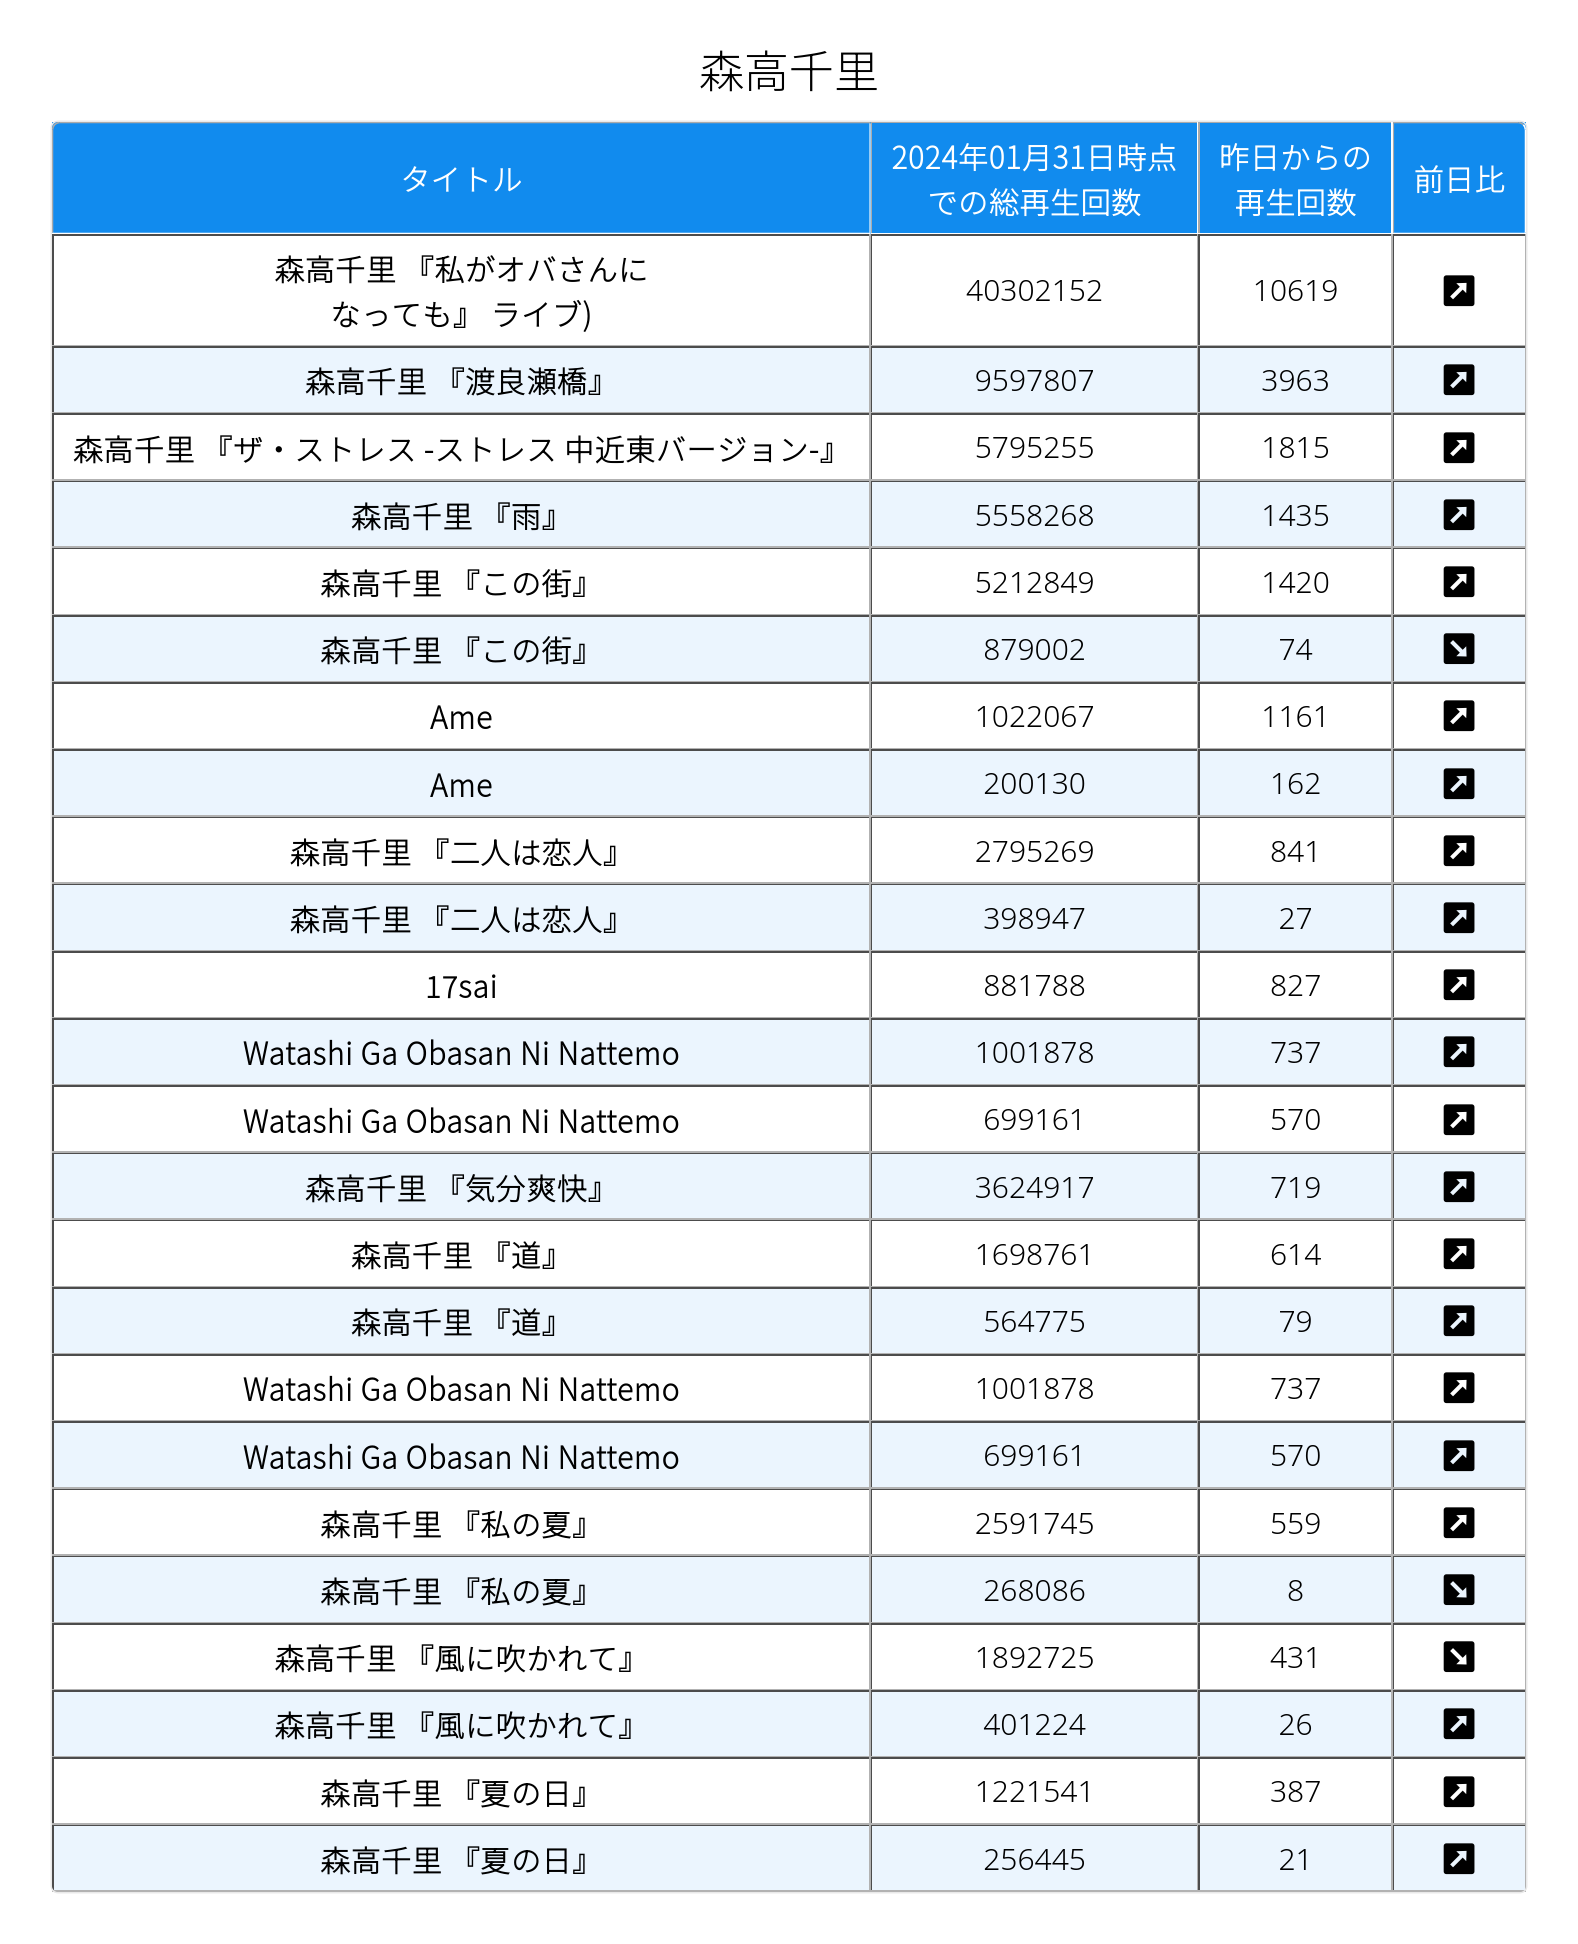 森高千里
タイトル
2024年01月31日時点
での総再生回数
昨日からの
再生回数
前日比
森高千里 『私がオバさんに
なっても』 ライブ)
40302152 10619
森高千里 『渡良瀬橋』 9597807 3963
森高千里 『ザ・ストレス -ストレス 中近東バージョン-』 5795255 1815
森高千里 『雨』 5558268 1435
森高千里 『この街』 5212849 1420
森高千里 『この街』 879002 74
Ame 1022067 1161
Ame 200130 162
森高千里 『二人は恋人』 2795269 841
森高千里 『二人は恋人』 398947 27
17sai 881788 827
Watashi Ga Obasan Ni Nattemo 1001878 737
Watashi Ga Obasan Ni Nattemo 699161 570
森高千里 『気分爽快』 3624917 719
森高千里 『道』 1698761 614
森高千里 『道』 564775 79
Watashi Ga Obasan Ni Nattemo 1001878 737
Watashi Ga Obasan Ni Nattemo 699161 570
森高千里 『私の夏』 2591745 559
森高千里 『私の夏』 268086 8
森高千里 『風に吹かれて』 1892725 431
森高千里 『風に吹かれて』 401224 26
森高千里 『夏の日』 1221541 387
森高千里 『夏の日』 256445 21